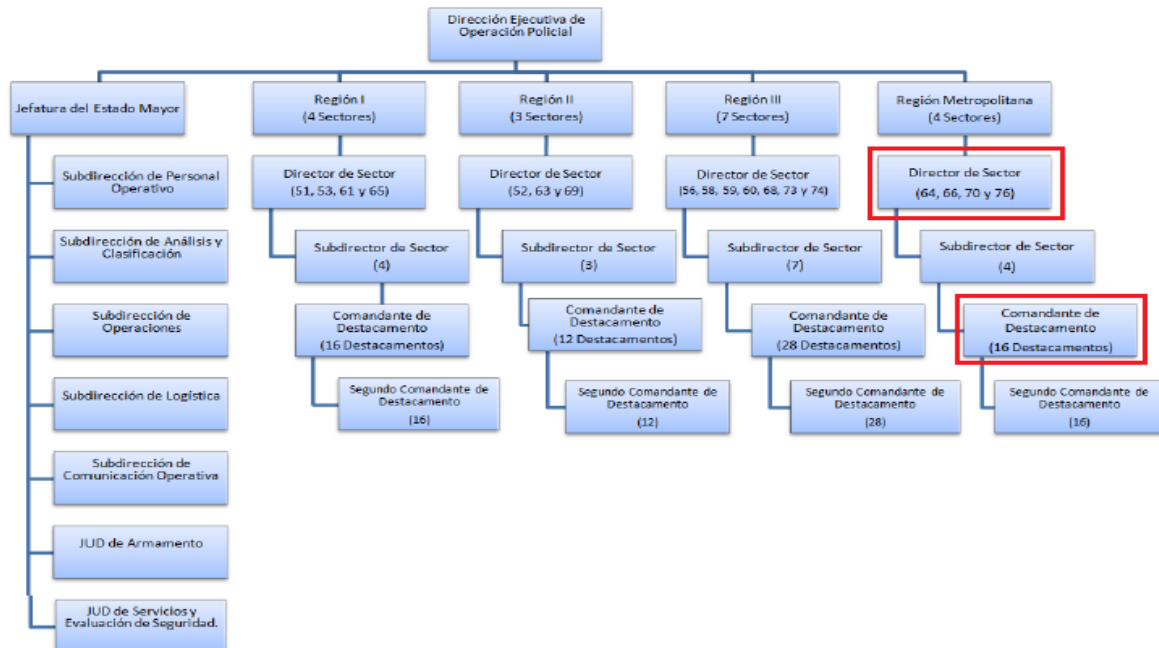 Dirección Ejecutiva de
Operación Policial
Jefatura del Estado Mayor
Región I
(4 Sectores)
Región II
(3 Sectores)
Región III
(7 Sectores)
Región Metropolitana
(4 Sectores)
Subdirección de Personal
Operativo
Director de Sector
(51, 53, 61 y 65)
Director de Sector
(52, 63 y 69)
Director de Sector
(56, 58, 59, 60, 68, 73 y 74)
Director de Sector
(64, 66, 70 y 76)
Subdirección de Análisis y
Clasificación
Subdirector de Sector
(4)
Subdirector de Sector
(3)
Subdirector de Sector
(7)
Subdirector de Sector
(4)
Subdirección de
Operaciones
Comandante de
Destacamento
(16 Destacamentos)
Comandante de
Destacamento
(12 Destacamentos)
Comandante de
Destacamento
(28 Destacamentos)
Comandante de
Destacamento
(16 Destacamentos)
Subdirección de Logística
Segundo Comandante de
Destacamento
(16)
Segundo Comandante de
Destacamento
(12)
Segundo Comandante de
Destacamento
(28)
Segundo Comandante de
Destacamento
(16)
Subdirección de
Comunicación Operativa
JUD de Armamento
JUD de Servicios y
Evaluación de Seguridad.